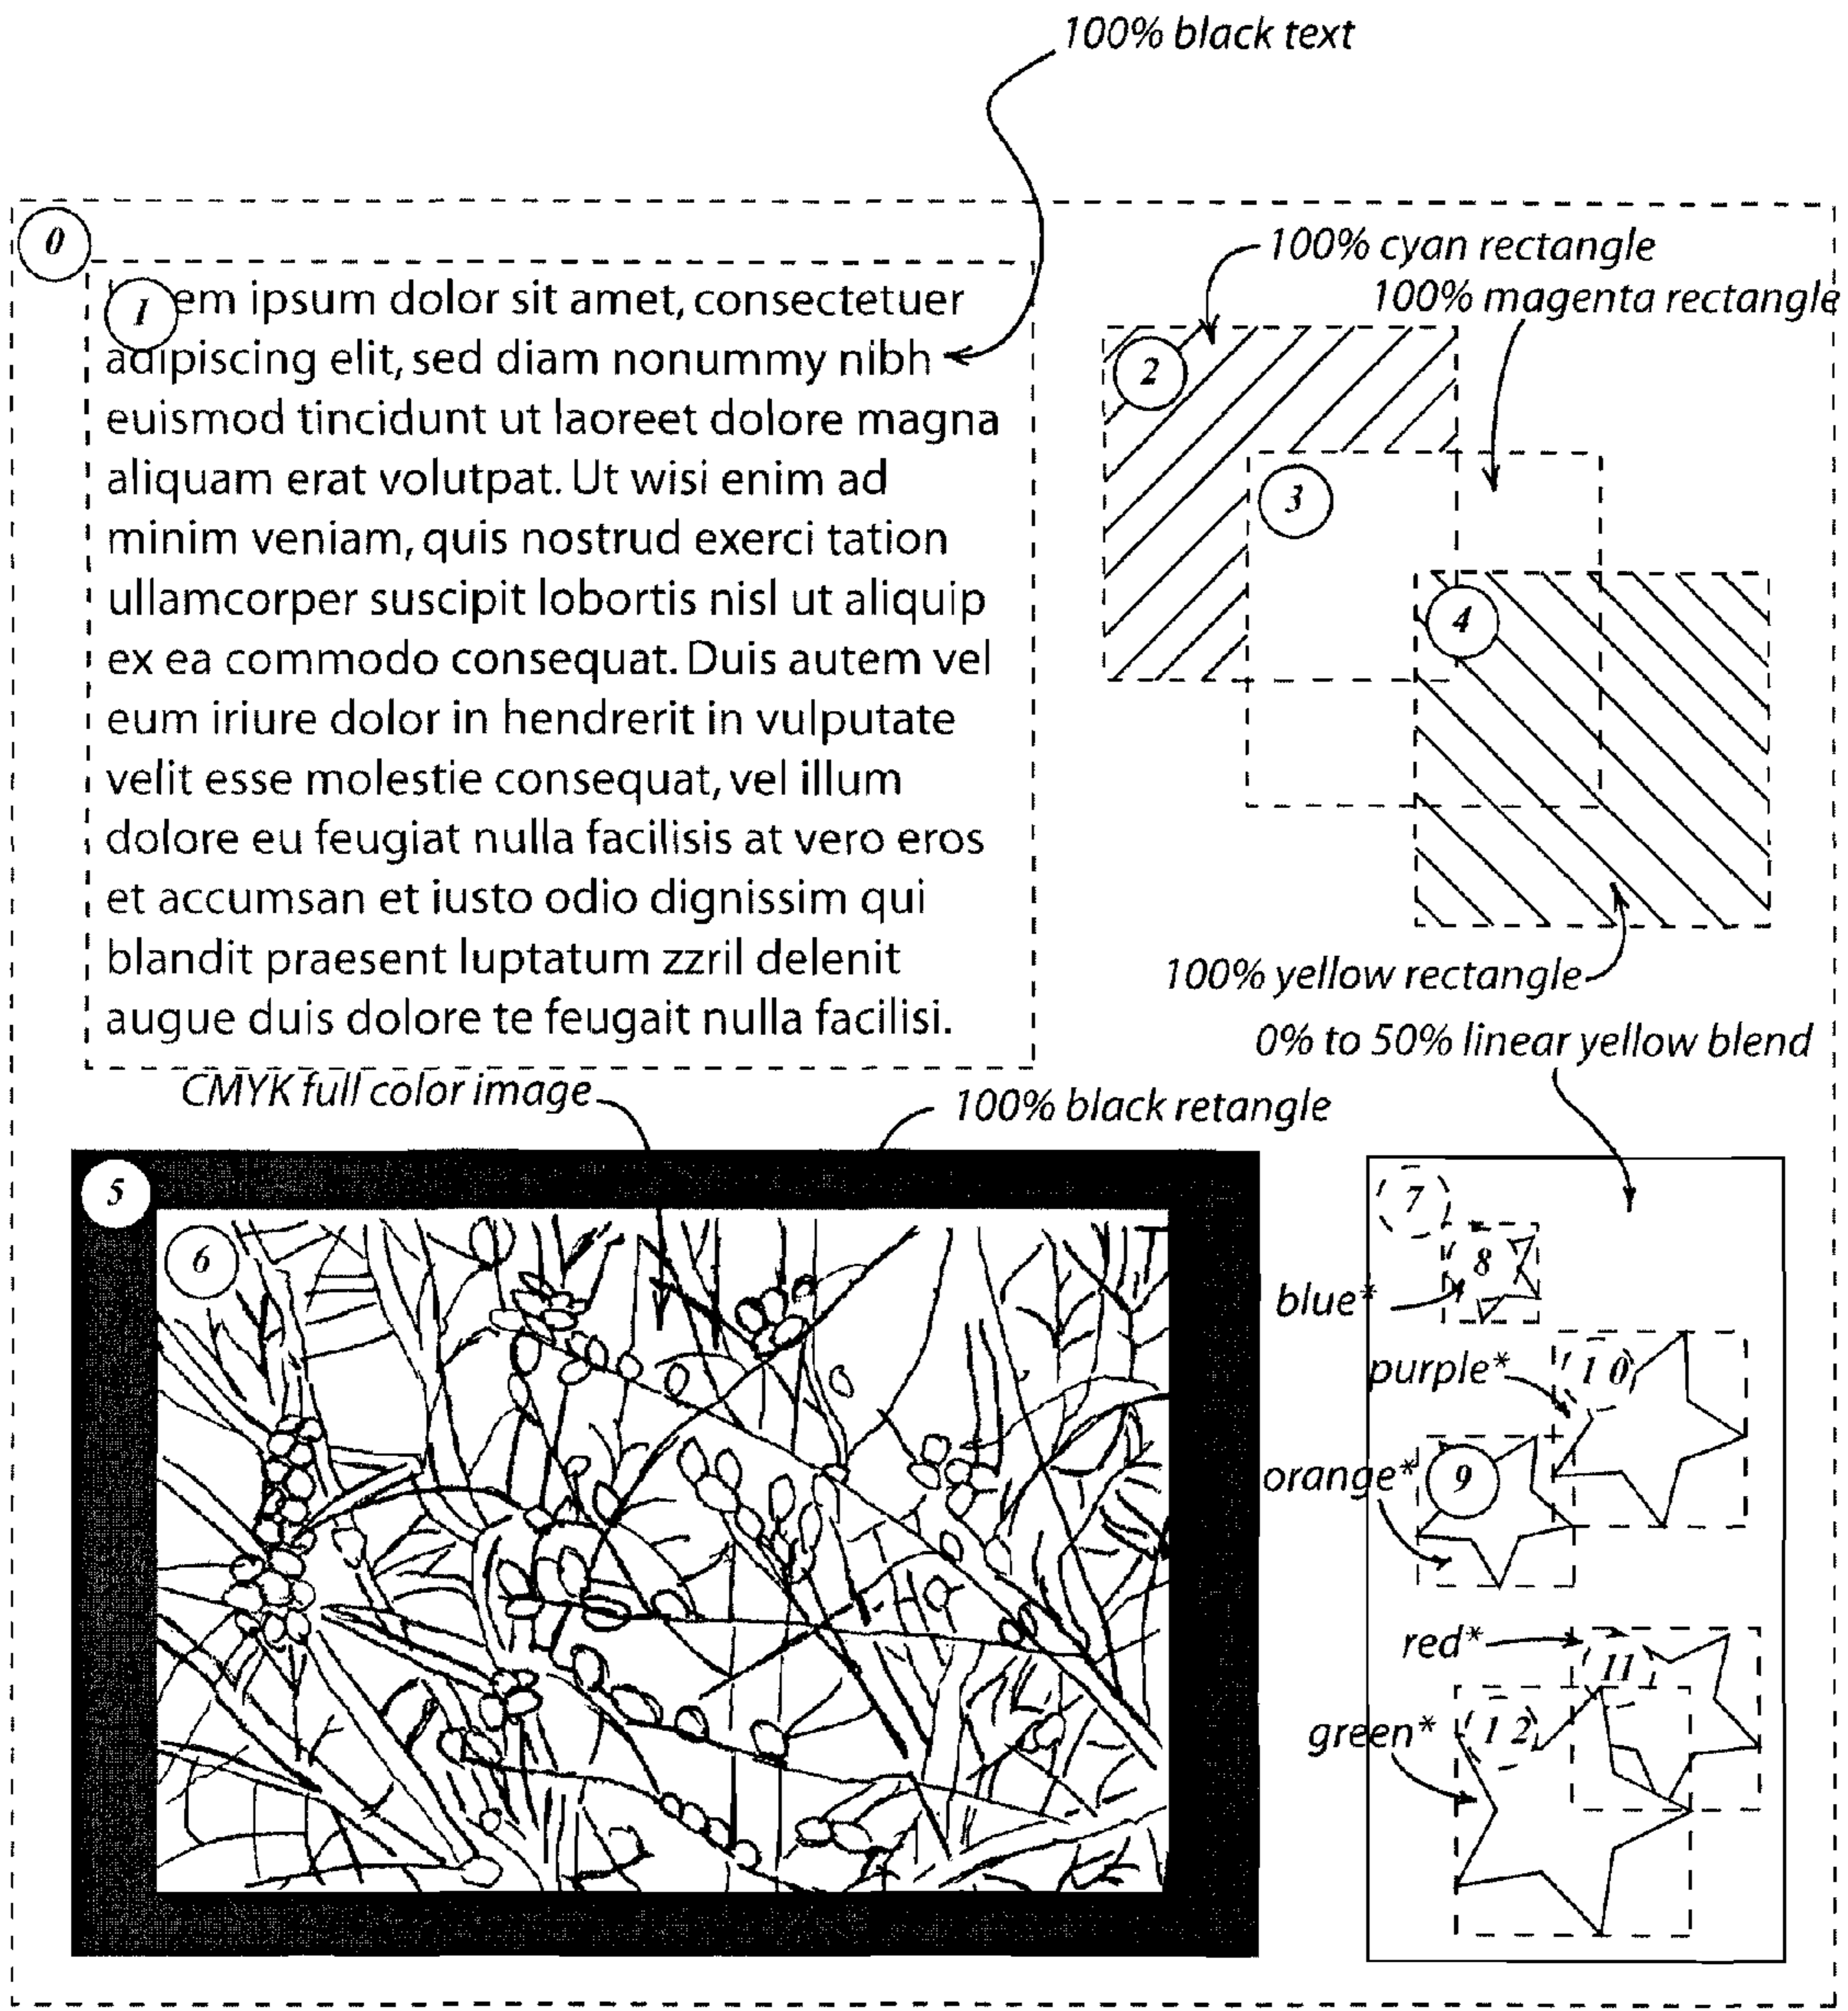 100% black text
0
100% cyan rectangle
100% magenta rectangle
1
em ipsum dolor sit amet, consectetuer
adipiscing elit, sed diam nonummy nibh
euismod tincidunt ut laoreet dolore magna
aliquam erat volutpat. Ut wisi enim ad
minim veniam, quis nostrud exerci tation
ullamcorper suscipit lobortis nisl ut aliquip
ex ea commodo consequat. Duis autem vel
eum iriure dolor in hendrerit in vulputate
velit esse molestie consequat, vel illum
dolore eu feugiat nulla facilisis at vero eros
et accumsan et iusto odio dignissim qui
blandit praesent luptatum zzril delenit
augue duis dolore te feugait nulla facilisi.
2
3
4
100% yellow rectangle
0% to 50% linear yellow blend
CMYK full color image
100% black retangle
5
6
7
8
blue*
purple*
10
orange*
9
red*
11
green*
12